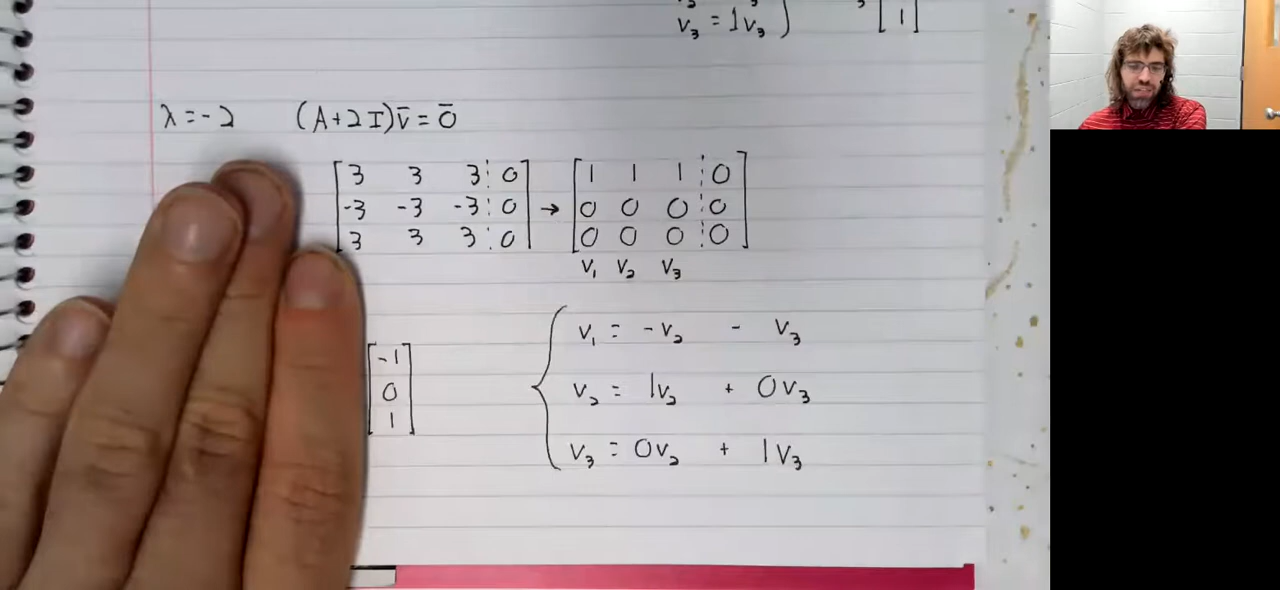 v₃ = 1v₃ ) [ 1 ]
λ = -2 (A+2I)v̄ = 0̄
[ 3 3 3 ⋮ 0 ] [ 1 1 1 ⋮ 0 ]
[ -3 -3 -3 ⋮ 0 ] → [ 0 0 0 ⋮ 0 ]
[ 3 3 3 ⋮ 0 ] [ 0 0 0 ⋮ 0 ]
v₁ v₂ v₃
[ -1 ] { v₁ = -v₂ - v₃
[ 0 ] v₂ = 1v₂ + 0v₃
[ 1 ] v₃ = 0v₂ + 1v₃